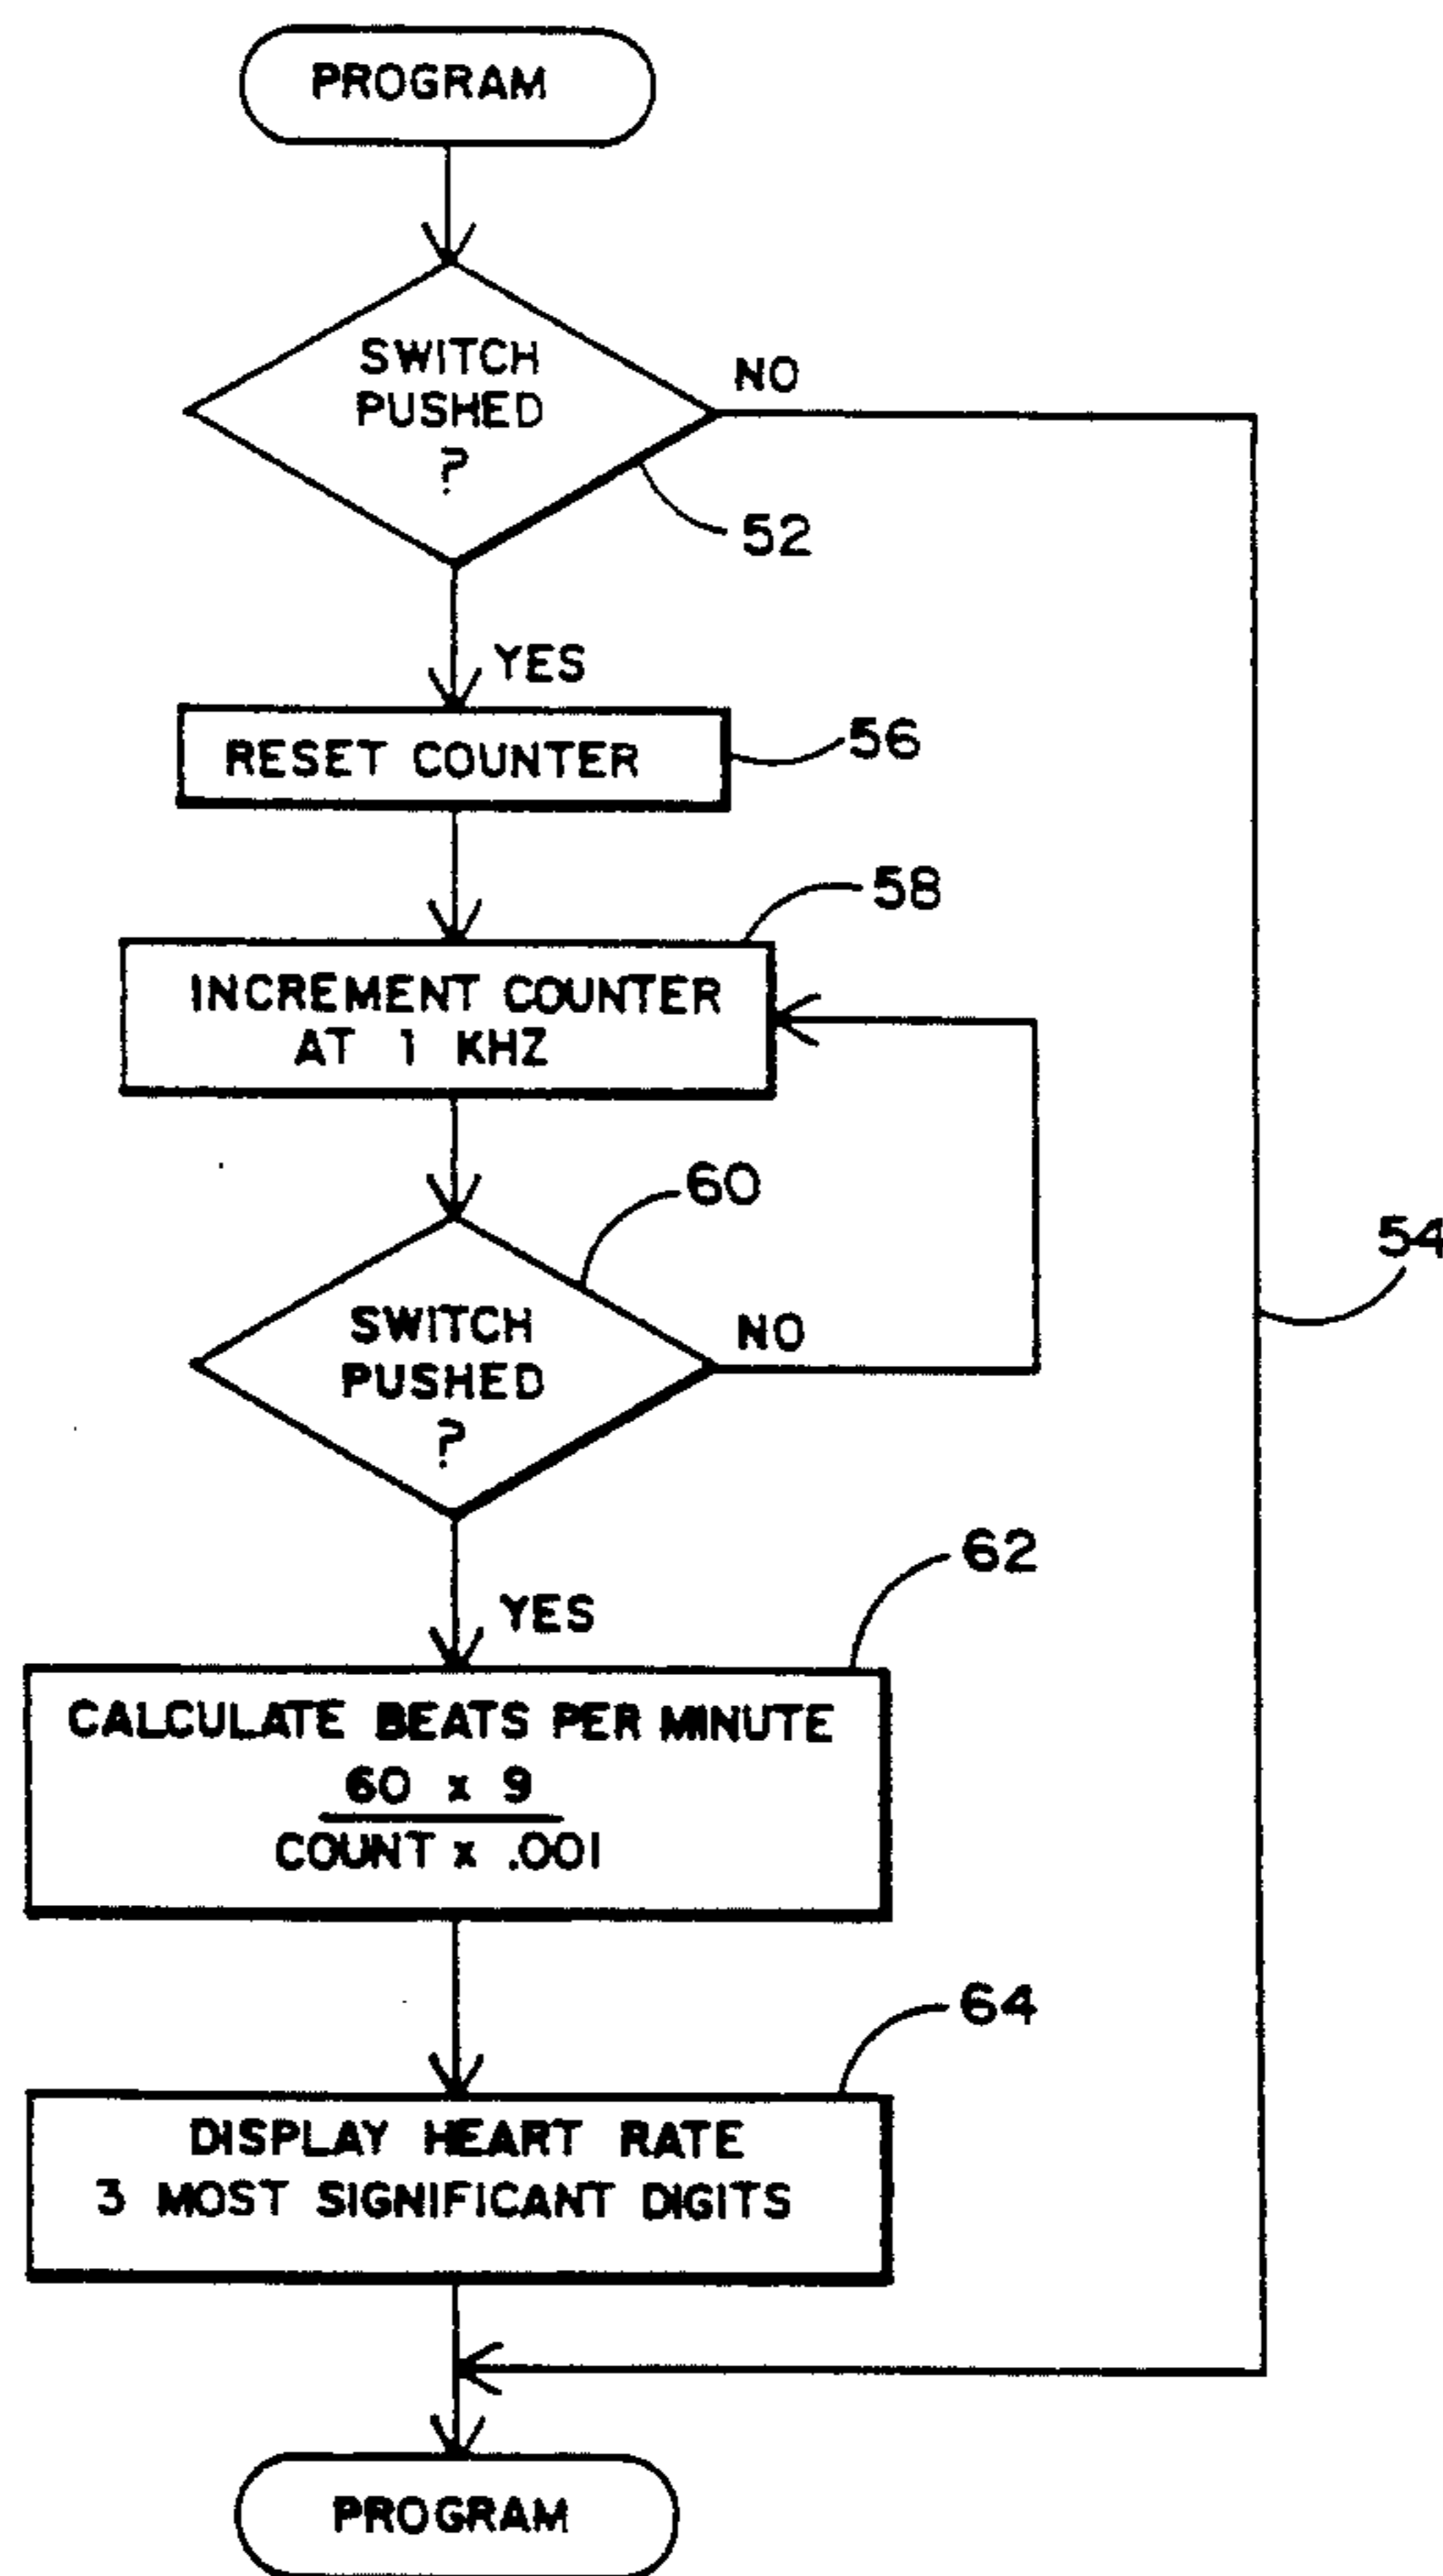 PROGRAM
SWITCH
PUSHED
?
NO
52
YES
RESET COUNTER
56
58
INCREMENT COUNTER
AT 1 KHZ
60
54
SWITCH
PUSHED
?
NO
62
YES
CALCULATE BEATS PER MINUTE
60 x 9
COUNT x .001
64
DISPLAY HEART RATE
3 MOST SIGNIFICANT DIGITS
PROGRAM